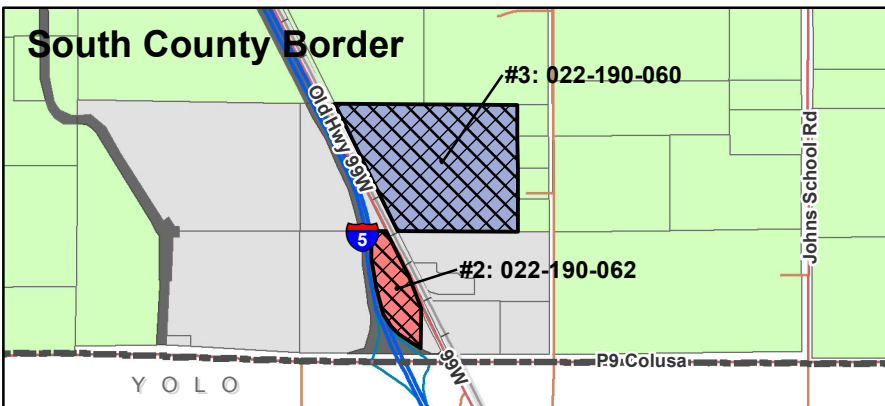 South County Border
#3: 022-190-060
Old Hwy 99W
Johns School Rd
5
#2: 022-190-062
P9 Colusa
99W
YOLO